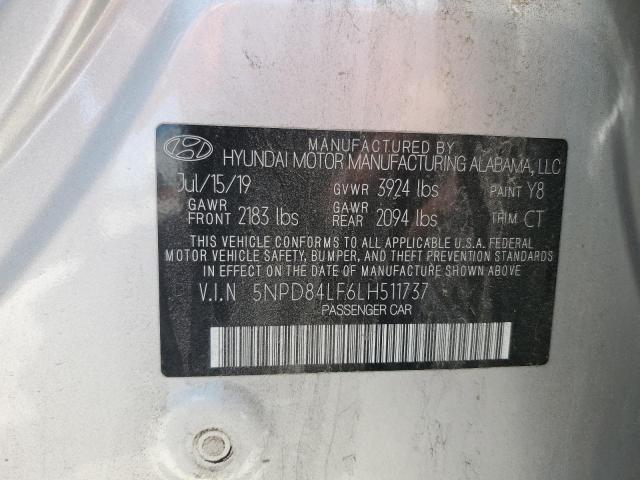 MANUFACTURED BY
HYUNDAI MOTOR MANUFACTURING ALABAMA, LLC
Jul/15/19 GVWR 3924 lbs PAINT Y8
GAWR FRONT 2183 lbs GAWR REAR 2094 lbs TRIM CT
THIS VEHICLE CONFORMS TO ALL APPLICABLE U.S.A. FEDERAL
MOTOR VEHICLE SAFETY, BUMPER, AND THEFT PREVENTION STANDARDS
IN EFFECT ON THE DATE OF MANUFACTURE SHOWN ABOVE.
V.I.N 5NPD84LF6LH511737
PASSENGER CAR